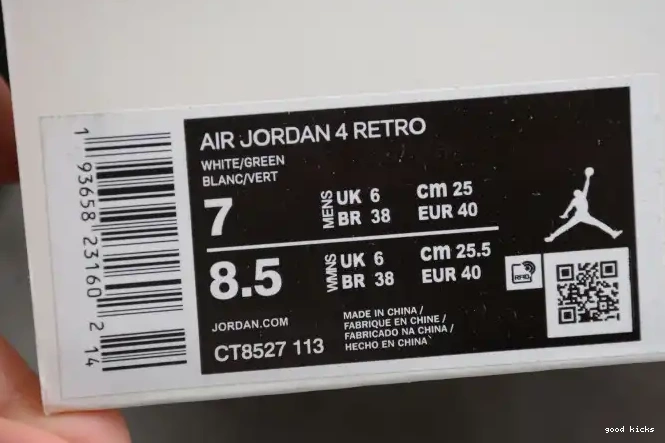 AIR JORDAN 4 RETRO
WHITE/GREEN
BLANC/VERT
7 MENS UK 6 cm 25
BR 38 EUR 40
8.5 WMNS UK 6 cm 25.5
BR 38 EUR 40
RFID
JORDAN.COM
CT8527 113
MADE IN CHINA /
FABRIQUE EN CHINE /
FABRICADO NA CHINA /
HECHO EN CHINA
1 93658 23160 2 14
good kicks